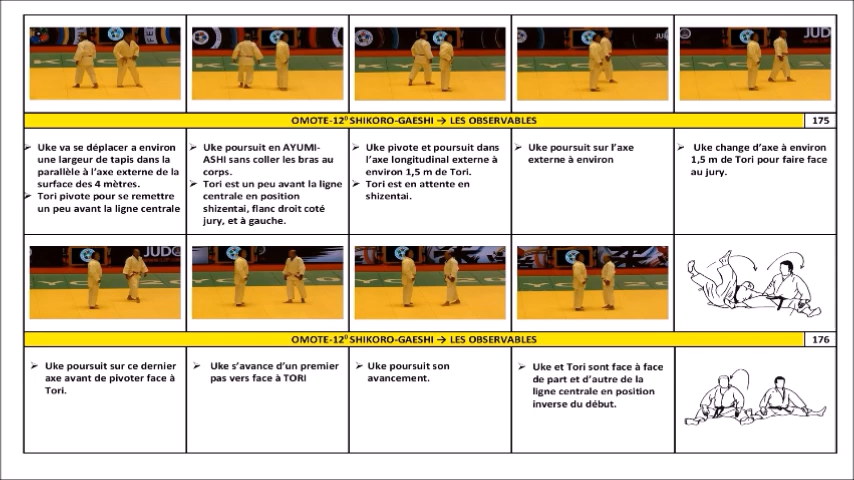 OMOTE-12⁰ SHIKORO-GAESHI → LES OBSERVABLES
175
Uke va se déplacer a environ
une largeur de tapis dans la
parallèle à l'axe externe de la
surface des 4 mètres.
Tori pivote pour se remettre
un peu avant la ligne centrale
Uke poursuit en AYUMI-
ASHI sans coller les bras au
corps.
Tori est un peu avant la ligne
centrale en position
shizentai, flanc droit coté
jury, et à gauche.
Uke pivote et poursuit dans
l'axe longitudinal externe à
environ 1,5 m de Tori.
Tori est en attente en
shizentai.
Uke poursuit sur l'axe
externe à environ
Uke change d'axe à environ
1,5 m de Tori pour faire face
au jury.
OMOTE-12⁰ SHIKORO-GAESHI → LES OBSERVABLES
176
Uke poursuit sur ce dernier
axe avant de pivoter face à
Tori.
Uke s'avance d'un premier
pas vers face à TORI
Uke poursuit son
avancement.
Uke et Tori sont face à face
de part et d'autre de la
ligne centrale en position
inverse du début.